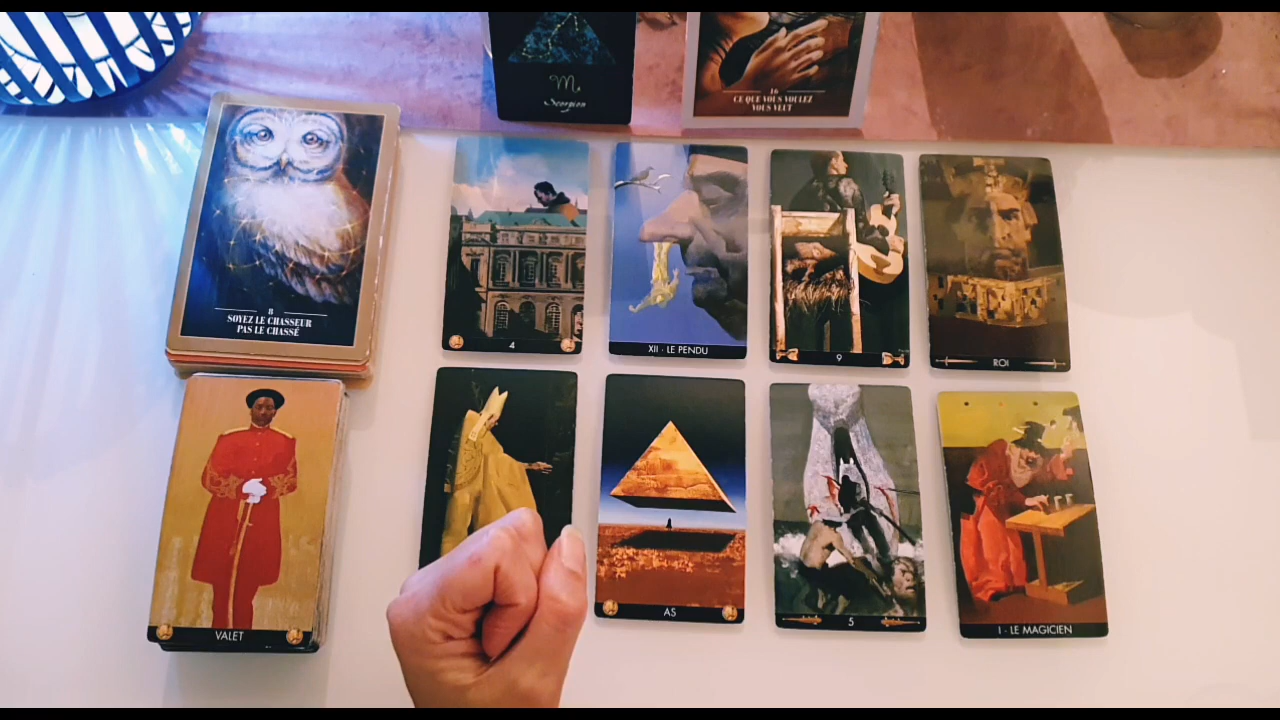 Scorpion
16
CE QUE VOUS VOULEZ
VOUS VEUT
8
SOYEZ LE CHASSEUR
PAS LE CHASSÉ
4
XII · LE PENDU
9
ROI
VALET
AS
5
I · LE MAGICIEN